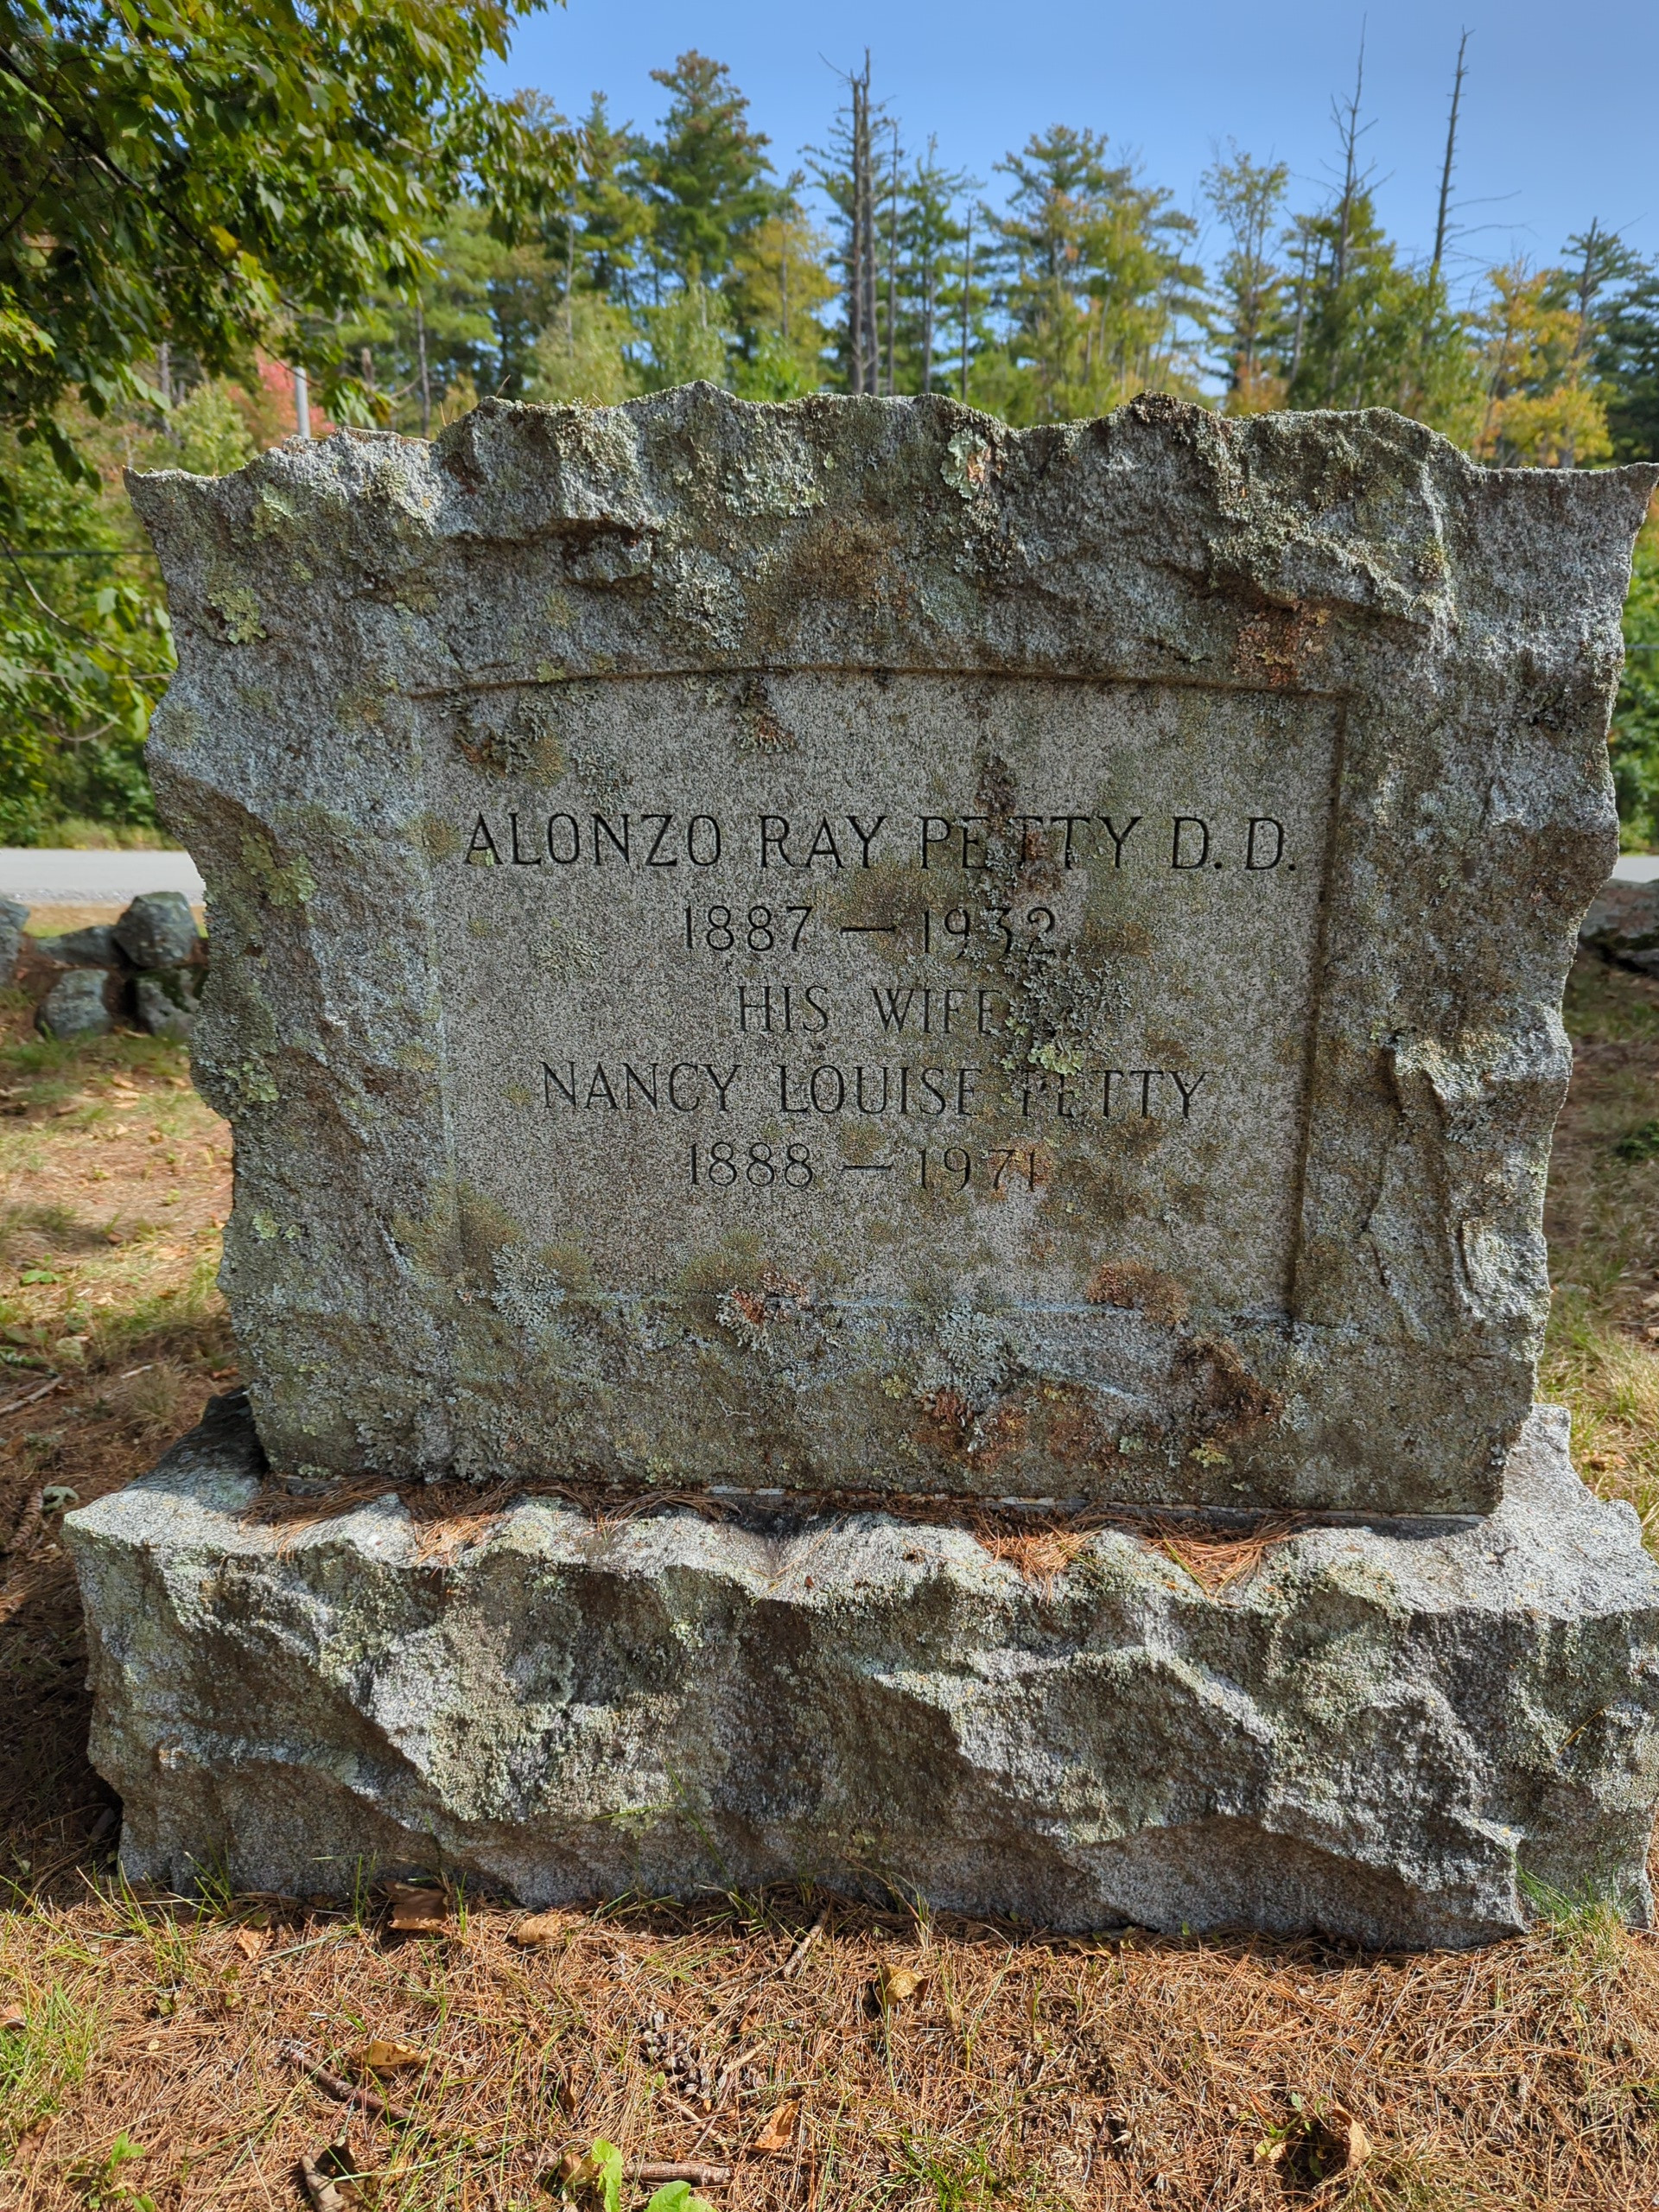 ALONZO RAY PETTY D.D.
1887 — 1932
HIS WIFE
NANCY LOUISE PETTY
1888 — 1971